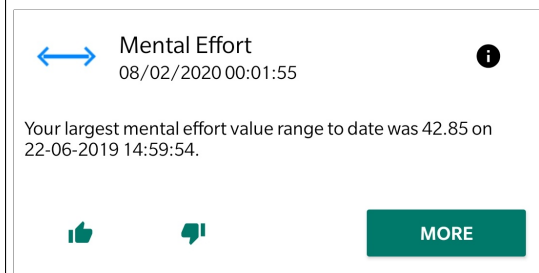 Mental Effort
08/02/2020 00:01:55
Your largest mental effort value range to date was 42.85 on
22-06-2019 14:59:54.
MORE